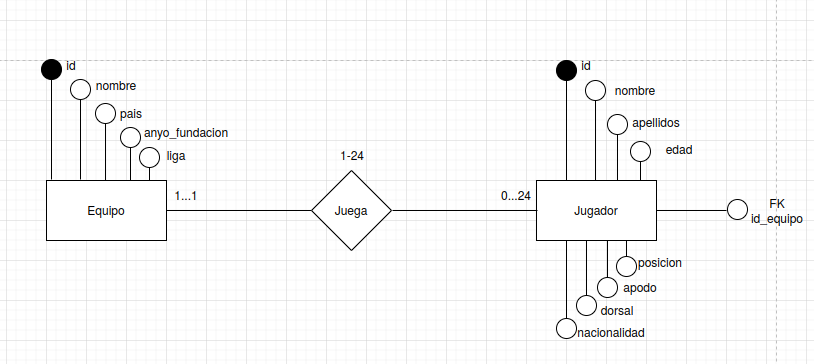 id
nombre
pais
anyo_fundacion
liga
Equipo
1...1
1-24
Juega
0...24
id
nombre
apellidos
edad
Jugador
FK
id_equipo
posicion
apodo
dorsal
nacionalidad